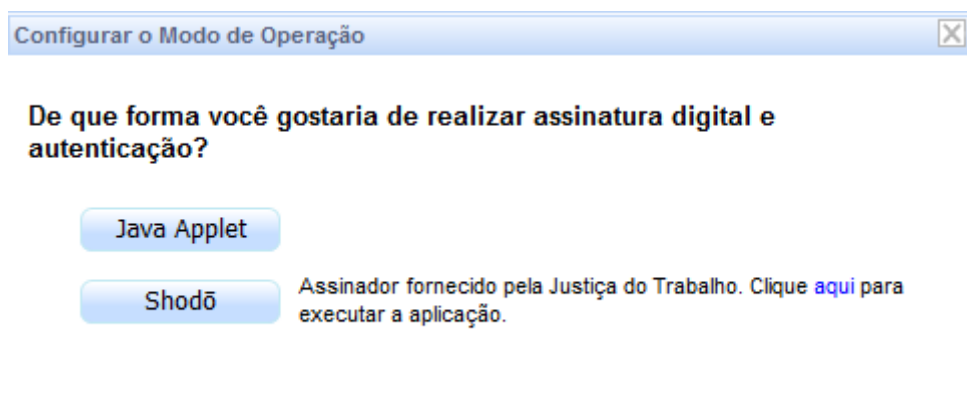 Configurar o Modo de Operação
De que forma você gostaria de realizar assinatura digital e
autenticação?
Java Applet
Shodō
Assinador fornecido pela Justiça do Trabalho. Clique aqui para
executar a aplicação.